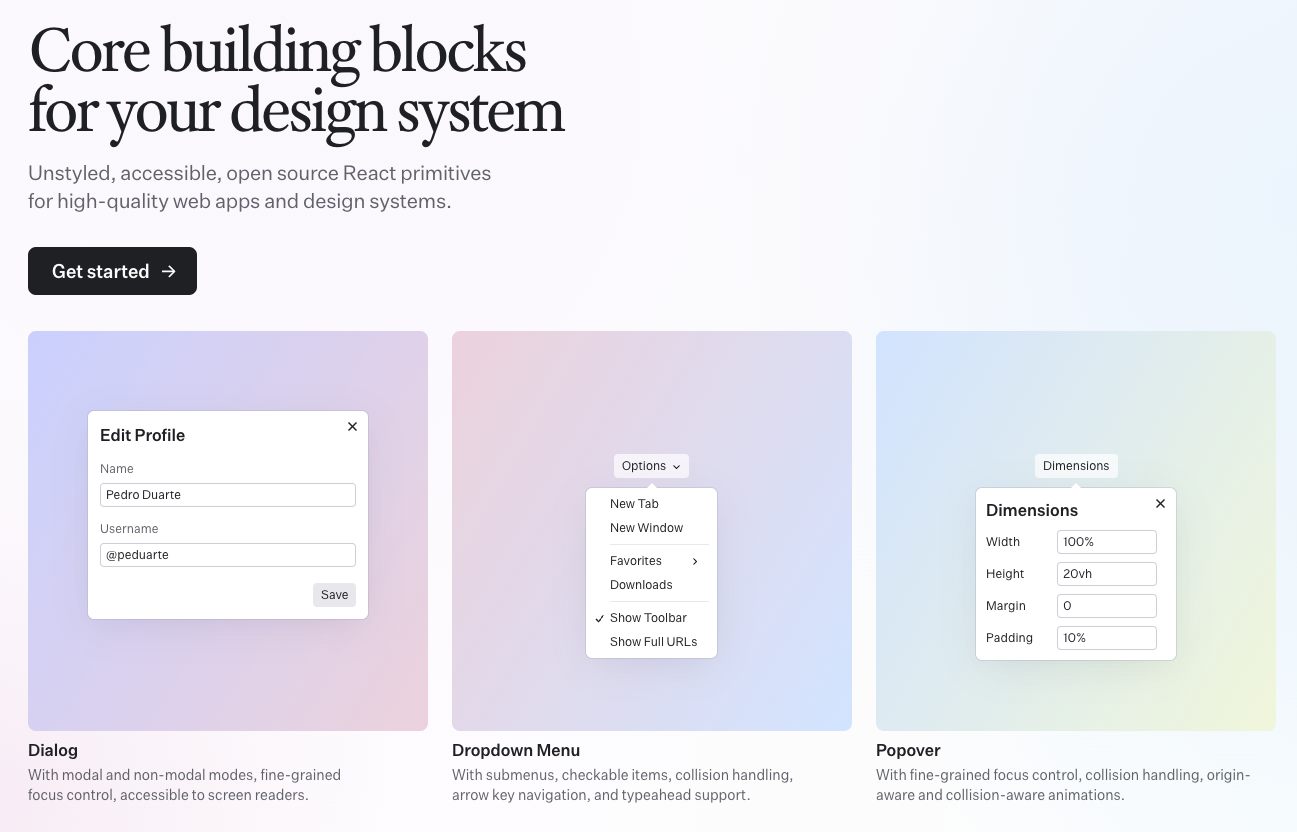 Core building blocks
for your design system
Unstyled, accessible, open source React primitives
for high-quality web apps and design systems.
Get started
Edit Profile
Name
Pedro Duarte
Username
@peduarte
Save
Dialog
With modal and non-modal modes, fine-grained
focus control, accessible to screen readers.
Options
New Tab
New Window
Favorites
Downloads
Show Toolbar
Show Full URLs
Dropdown Menu
With submenus, checkable items, collision handling,
arrow key navigation, and typeahead support.
Dimensions
Dimensions
Width 100%
Height 20vh
Margin 0
Padding 10%
Popover
With fine-grained focus control, collision handling, origin-
aware and collision-aware animations.